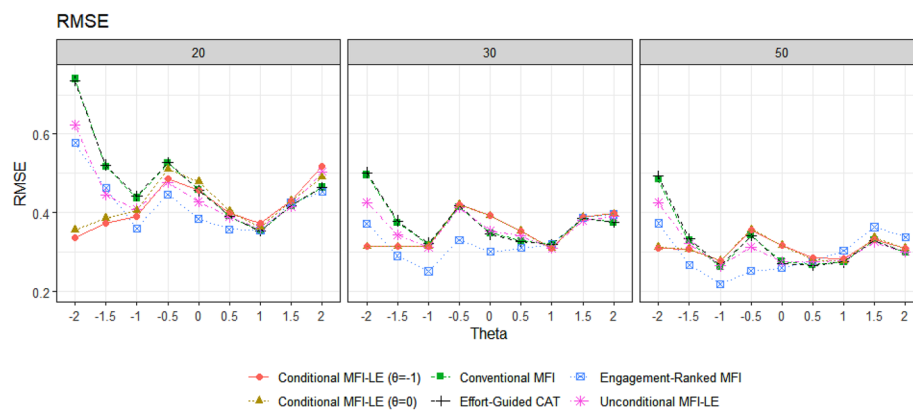 RMSE
20 30 50
RMSE
0.6
0.4
0.2
-2 -1.5 -1 -0.5 0 0.5 1 1.5 2 -2 -1.5 -1 -0.5 0 0.5 1 1.5 2 -2 -1.5 -1 -0.5 0 0.5 1 1.5 2
Theta
Conditional MFI-LE (θ=-1) Conventional MFI Engagement-Ranked MFI
Conditional MFI-LE (θ=0) Effort-Guided CAT Unconditional MFI-LE